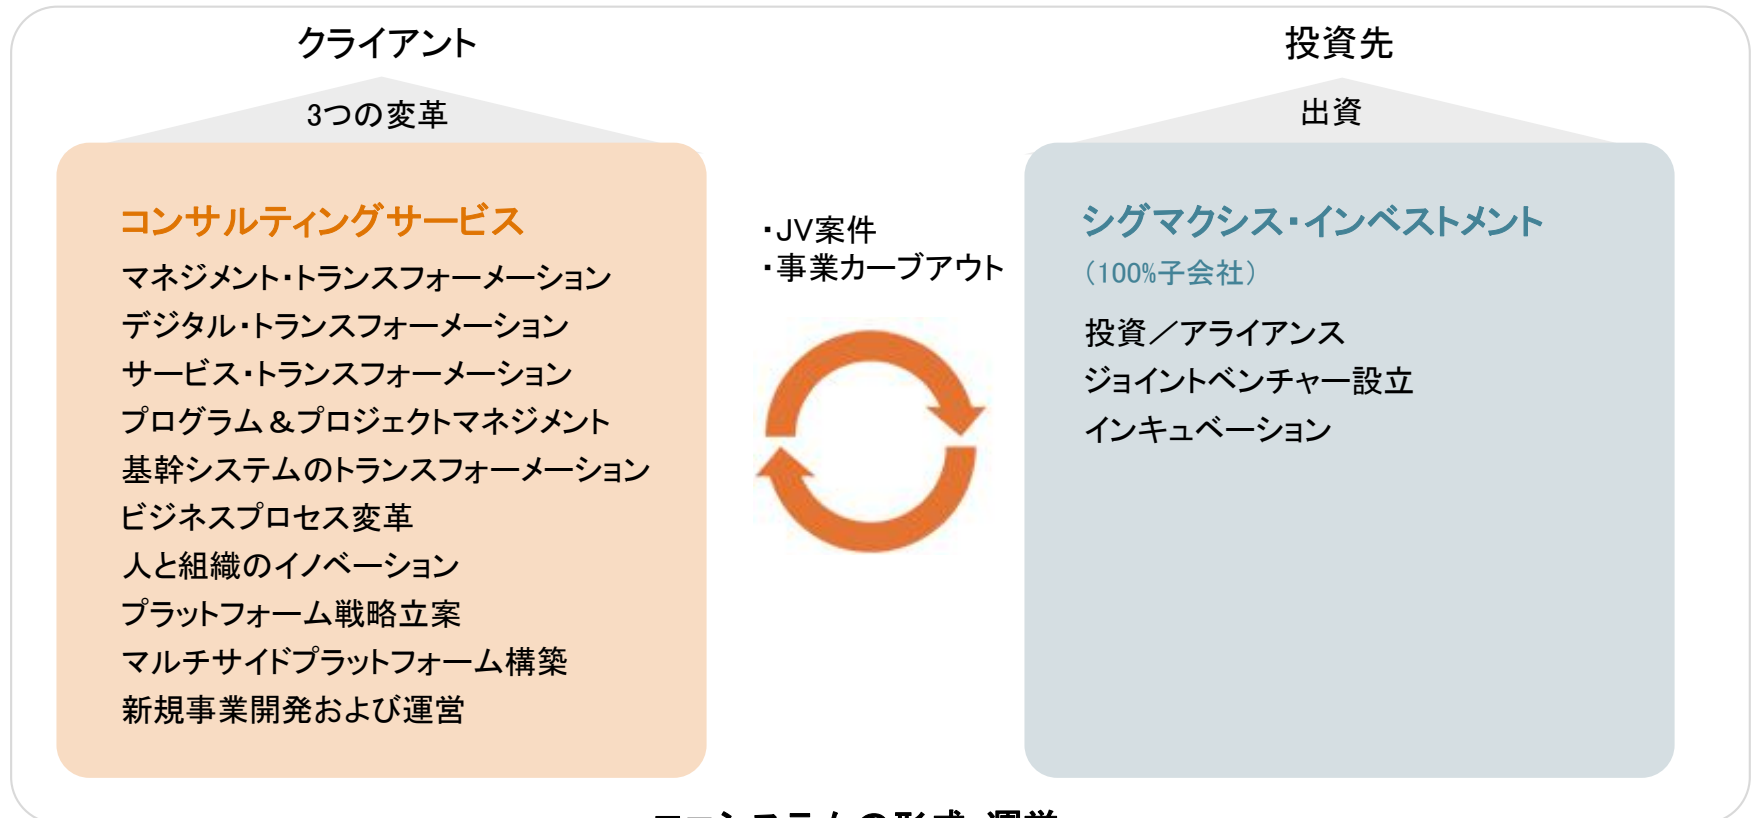 クライアント
3つの変革
コンサルティングサービス
マネジメント・トランスフォーメーション
デジタル・トランスフォーメーション
サービス・トランスフォーメーション
プログラム＆プロジェクトマネジメント
基幹システムのトランスフォーメーション
ビジネスプロセス変革
人と組織のイノベーション
プラットフォーム戦略立案
マルチサイドプラットフォーム構築
新規事業開発および運営
・JV案件
・事業カーブアウト
投資先
出資
シグマクシス・インベストメント
（100%子会社）
投資／アライアンス
ジョイントベンチャー設立
インキュベーション